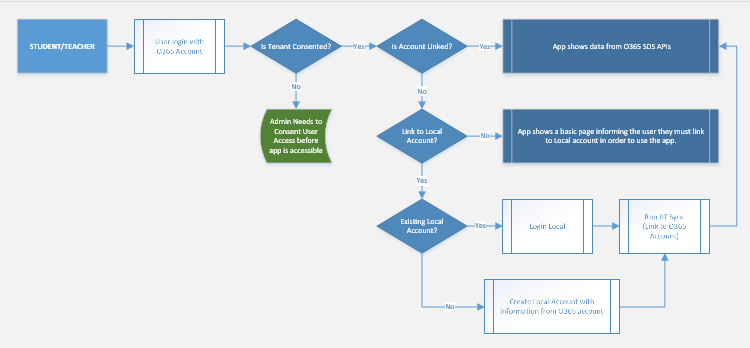 STUDENT/TEACHER
User login with
O365 Account
Is Tenant Consented?
Yes
Is Account Linked?
Yes
App shows data from O365 SDS APIs
No
No
Admin Needs to
Consent User
Access before
app is accessible
Link to Local
Account?
No
App shows a basic page informing the user they must link
to Local account in order to use the app.
Yes
Existing Local
Account?
Yes
Login Local
Run JIT Sync
(Link to O365
Account)
No
Create Local Account with
information from O365 account